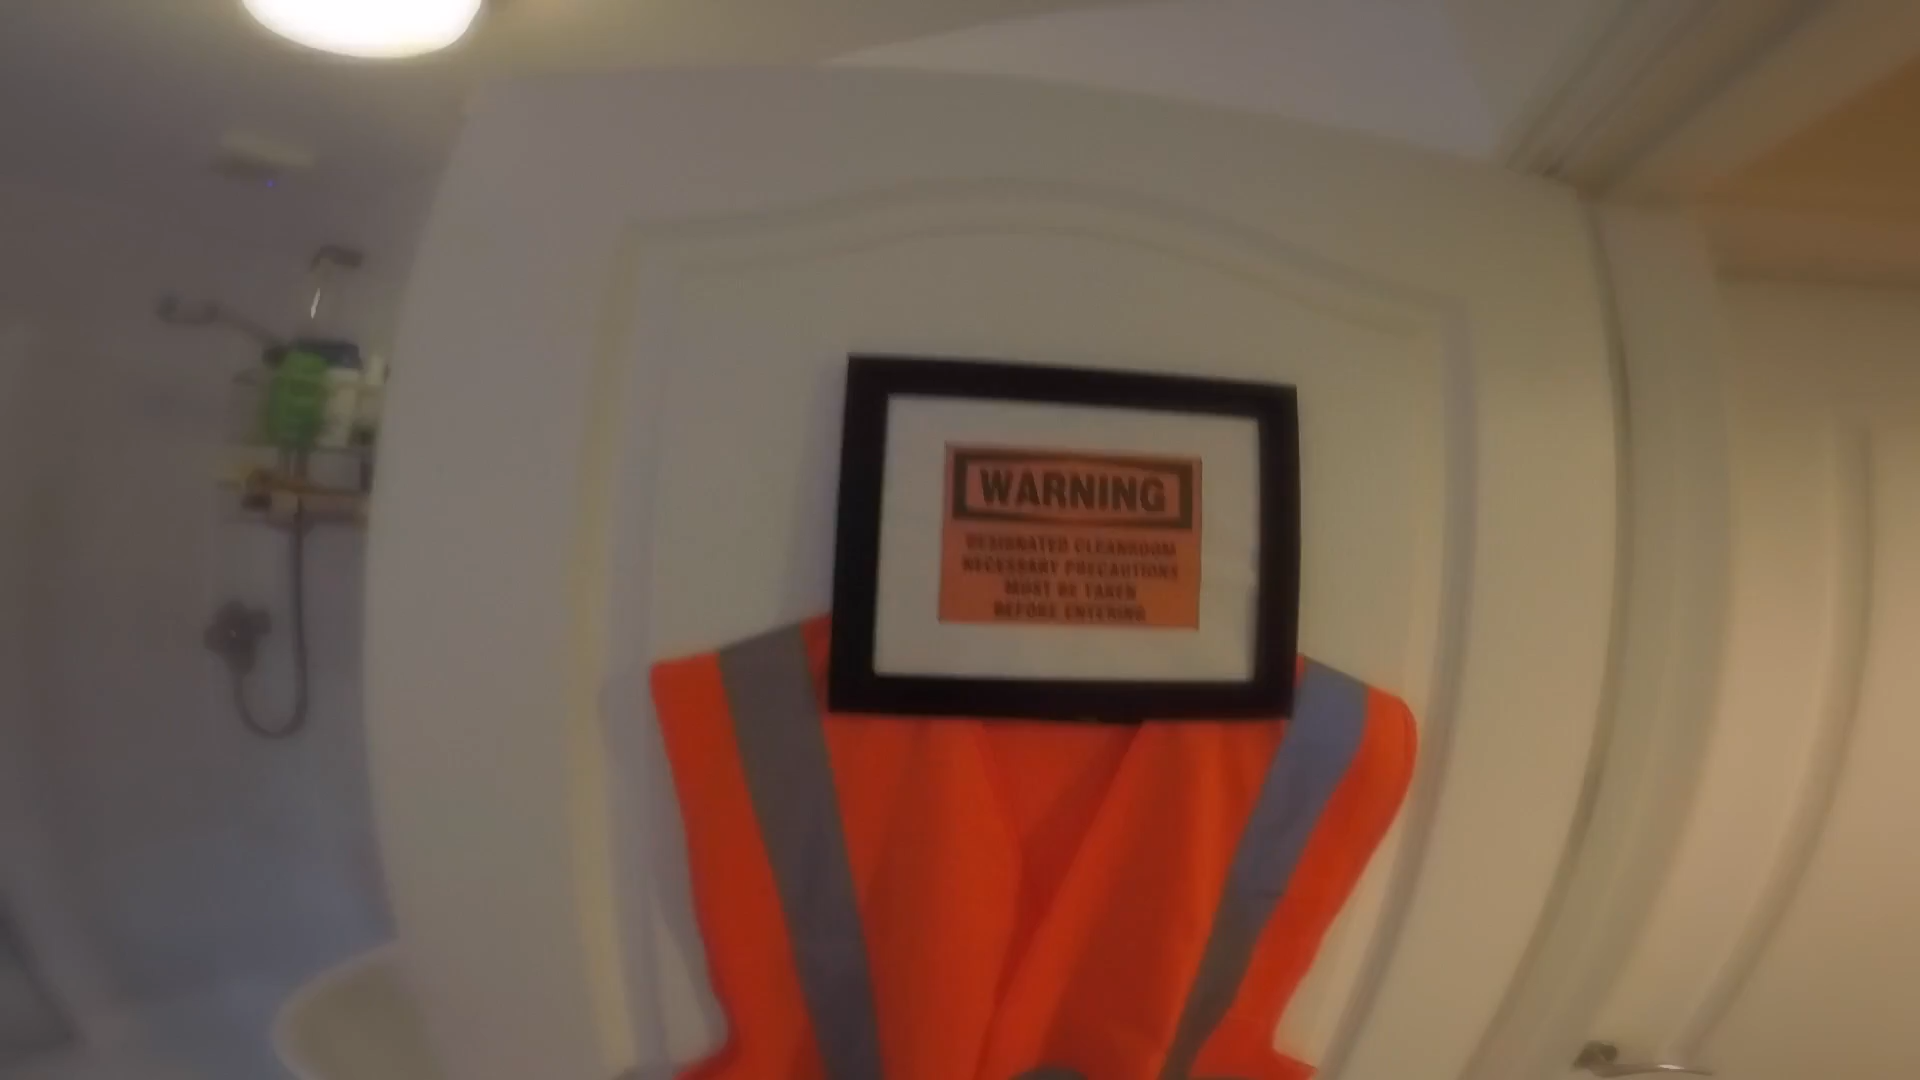 WARNING
DESIGNATED CLEANROOM
NECESSARY PRECAUTIONS
MUST BE TAKEN
BEFORE ENTERING